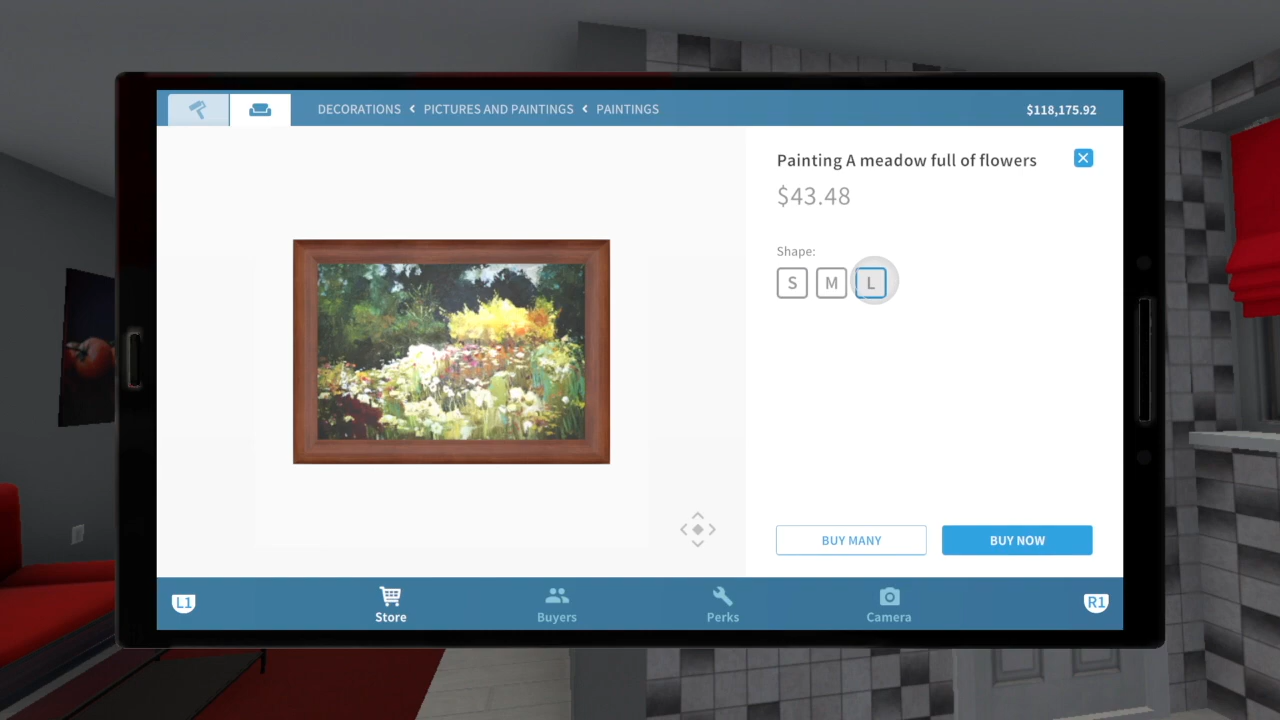 DECORATIONS < PICTURES AND PAINTINGS < PAINTINGS
$118,175.92
Painting A meadow full of flowers
$43.48
Shape:
S M L
BUY MANY BUY NOW
L1 Store Buyers Perks Camera R1